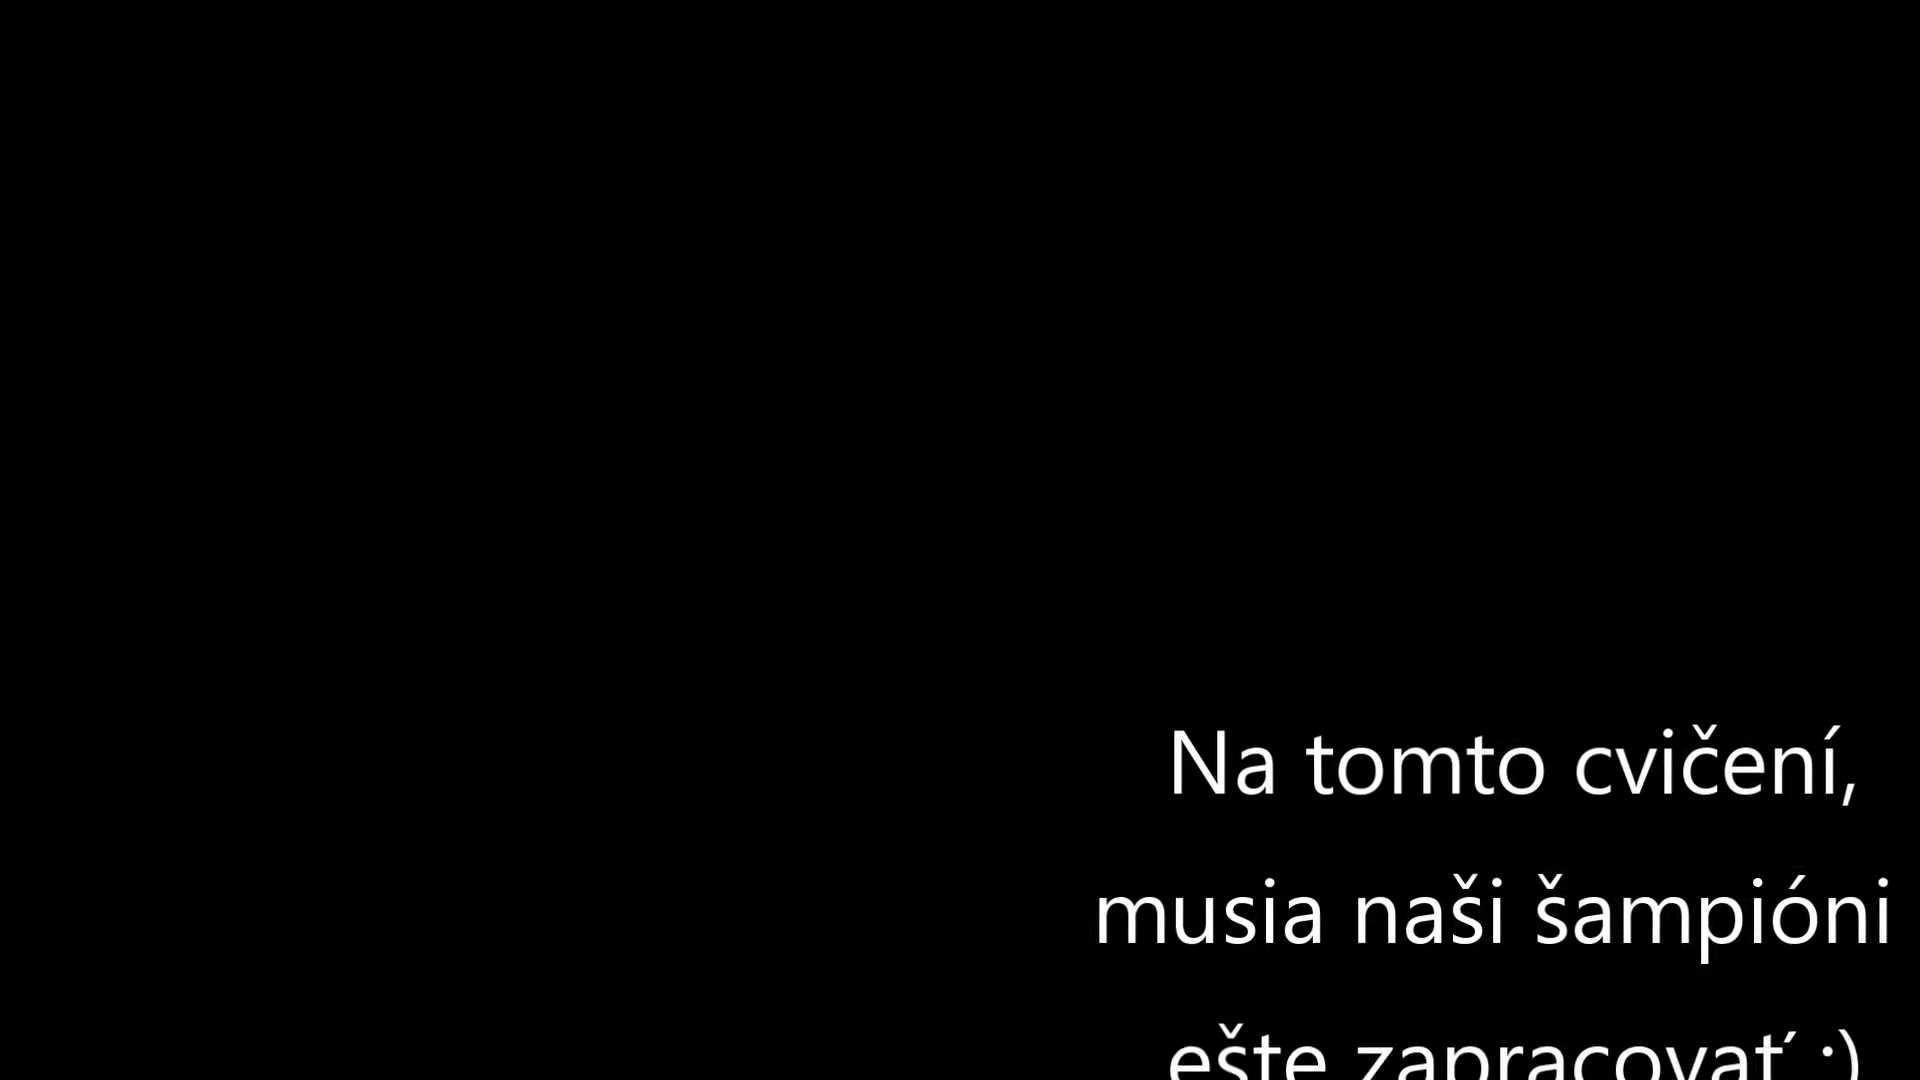 Na tomto cvičení,
musia naši šampióni
ešte zapracovať :)